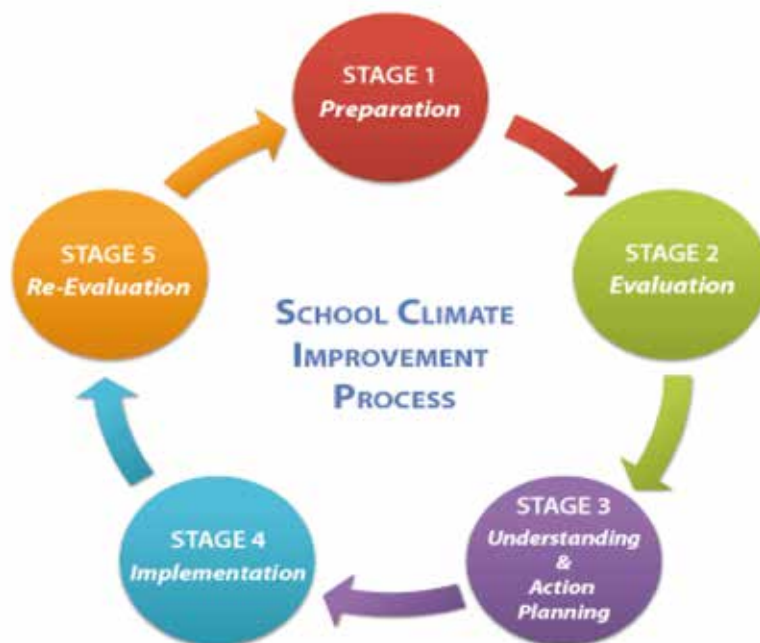 STAGE 1
Preparation
STAGE 2
Evaluation
STAGE 3
Understanding
&
Action
Planning
STAGE 4
Implementation
STAGE 5
Re-Evaluation
SCHOOL CLIMATE
IMPROVEMENT
PROCESS